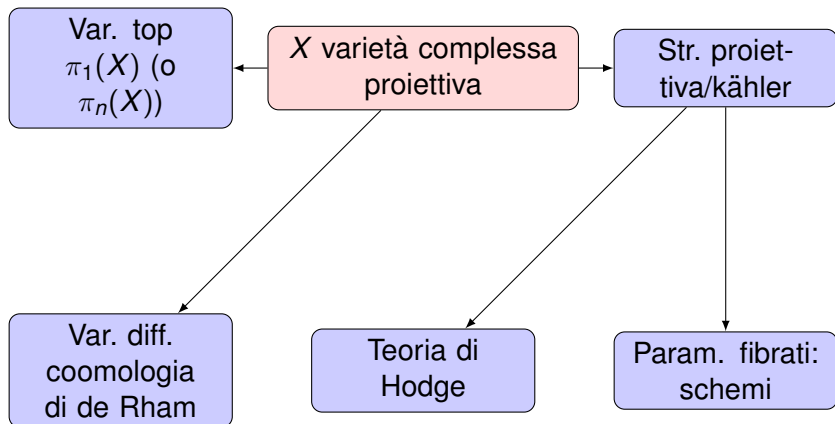 Var. top
π₁(X) (o
πₙ(X))
X varietà complessa
proiettiva
Str. proiet-
tiva/kähler
Var. diff.
coomologia
di de Rham
Teoria di
Hodge
Param. fibrati:
schemi